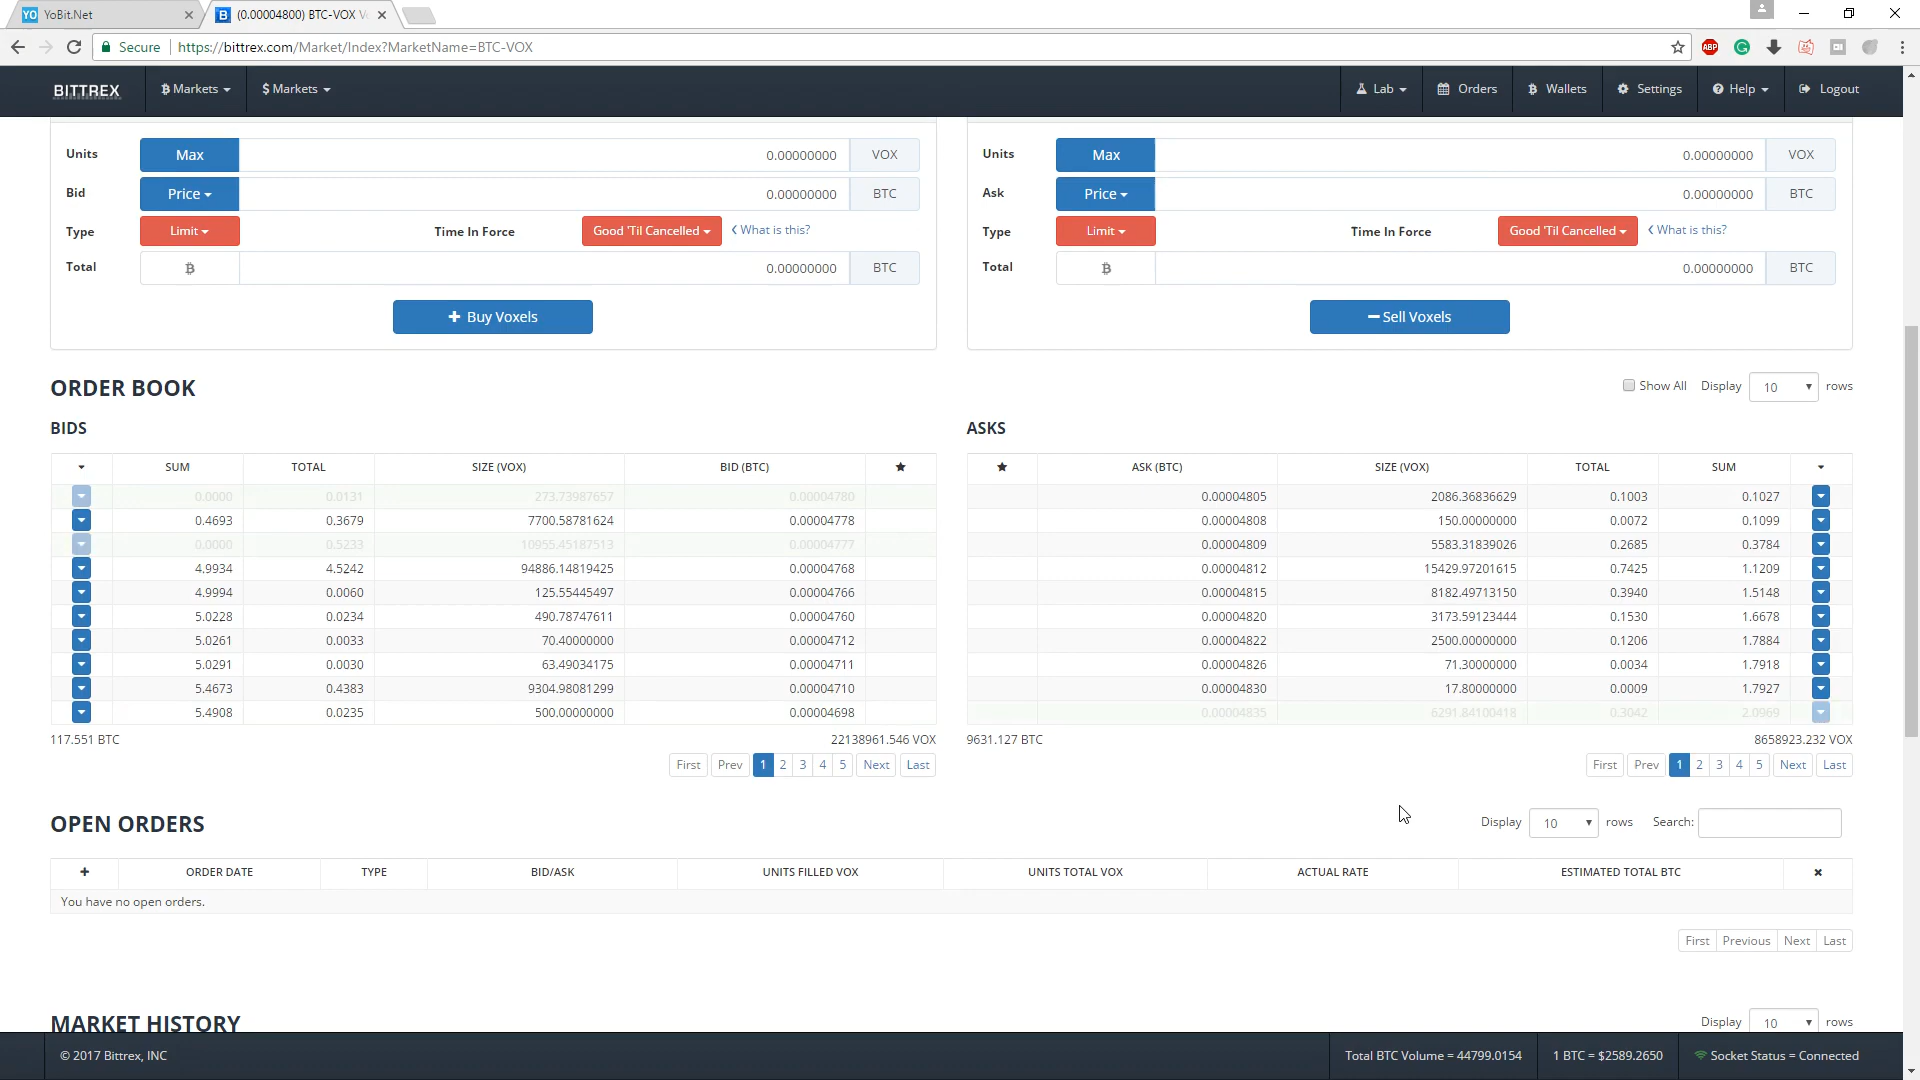 YoBit.Net
(0.00004800) BTC-VOX V
Secure https://bittrex.com/Market/Index?MarketName=BTC-VOX
ABP
BITTREX Markets $ Markets Lab Orders Wallets Settings Help Logout
Units Max 0.00000000 VOX
Bid Price 0.00000000 BTC
Type Limit Time In Force Good 'Til Cancelled What is this?
Total 0.00000000 BTC
Buy Voxels
Units Max 0.00000000 VOX
Ask Price 0.00000000 BTC
Type Limit Time In Force Good 'Til Cancelled What is this?
Total 0.00000000 BTC
Sell Voxels
ORDER BOOK
Show All Display 10 rows
BIDS
SUM TOTAL SIZE (VOX) BID (BTC)
0.0000 0.0131 273.73987657 0.00004780
0.4693 0.3679 7700.58781624 0.00004778
0.0000 0.5233 10955.45187513 0.00004777
4.9934 4.5242 94886.14819425 0.00004768
4.9994 0.0060 125.55445497 0.00004766
5.0228 0.0234 490.78747611 0.00004760
5.0261 0.0033 70.40000000 0.00004712
5.0291 0.0030 63.49034175 0.00004711
5.4673 0.4383 9304.98081299 0.00004710
5.4908 0.0235 500.00000000 0.00004698
117.551 BTC 22138961.546 VOX
First Prev 1 2 3 4 5 Next Last
ASKS
ASK (BTC) SIZE (VOX) TOTAL SUM
0.00004805 2086.36836629 0.1003 0.1027
0.00004808 150.00000000 0.0072 0.1099
0.00004809 5583.31839026 0.2685 0.3784
0.00004812 15429.97201615 0.7425 1.1209
0.00004815 8182.49713150 0.3940 1.5148
0.00004820 3173.59123444 0.1530 1.6678
0.00004822 2500.00000000 0.1206 1.7884
0.00004826 71.30000000 0.0034 1.7918
0.00004830 17.80000000 0.0009 1.7927
0.00004835 6291.84100418 0.3042 2.0969
9631.127 BTC 8658923.232 VOX
First Prev 1 2 3 4 5 Next Last
OPEN ORDERS
Display 10 rows Search:
ORDER DATE TYPE BID/ASK UNITS FILLED VOX UNITS TOTAL VOX ACTUAL RATE ESTIMATED TOTAL BTC
You have no open orders.
First Previous Next Last
MARKET HISTORY
Display 10 rows
© 2017 Bittrex, INC
Total BTC Volume = 44799.0154 1 BTC = $2589.2650 Socket Status = Connected